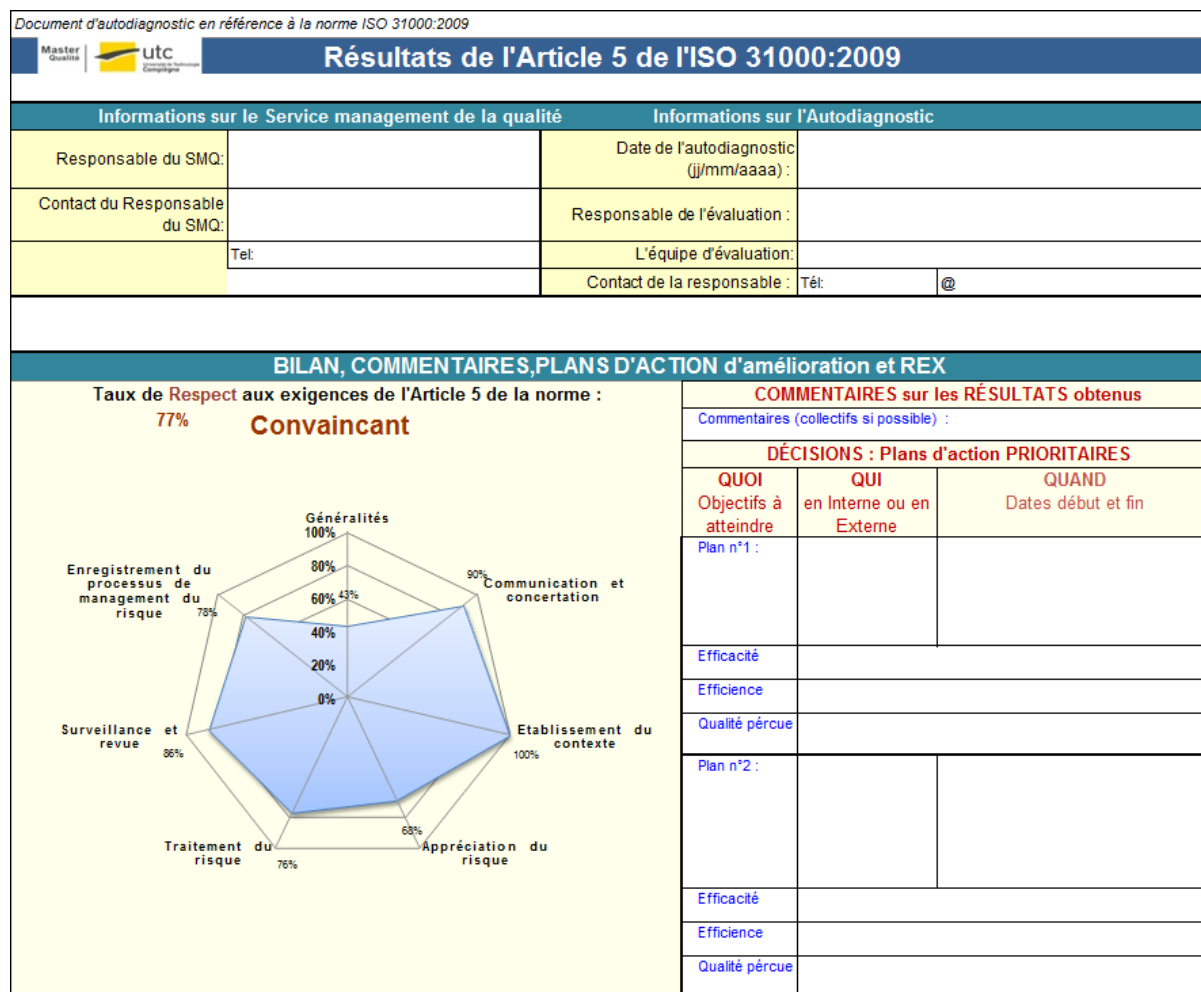 Document d'autodiagnostic en référence à la norme ISO 31000:2009
Master
Qualité
utc
Université de Technologie
Compiègne
Résultats de l'Article 5 de l'ISO 31000:2009
Informations sur le Service management de la qualité
Informations sur l'Autodiagnostic
Responsable du SMQ:
Date de l'autodiagnostic
(jj/mm/aaaa) :
Contact du Responsable
du SMQ:
Responsable de l'évaluation :
Tel:
L'équipe d'évaluation:
Contact de la responsable :
Tél:
@
BILAN, COMMENTAIRES,PLANS D'ACTION d'amélioration et REX
Taux de Respect aux exigences de l'Article 5 de la norme :
77%
Convaincant
Généralités
100%
80%
60%
40%
20%
0%
43%
90%
Communication et
concertation
Etablissement du
contexte
100%
68%
Appréciation du
risque
Traitement du
risque
76%
Surveillance et
revue
86%
Enregistrement du
processus de
management du
risque
78%
COMMENTAIRES sur les RÉSULTATS obtenus
Commentaires (collectifs si possible) :
DÉCISIONS : Plans d'action PRIORITAIRES
QUOI
Objectifs à
atteindre
QUI
en Interne ou en
Externe
QUAND
Dates début et fin
Plan n°1 :
Efficacité
Efficience
Qualité pércue
Plan n°2 :
Efficacité
Efficience
Qualité pércue